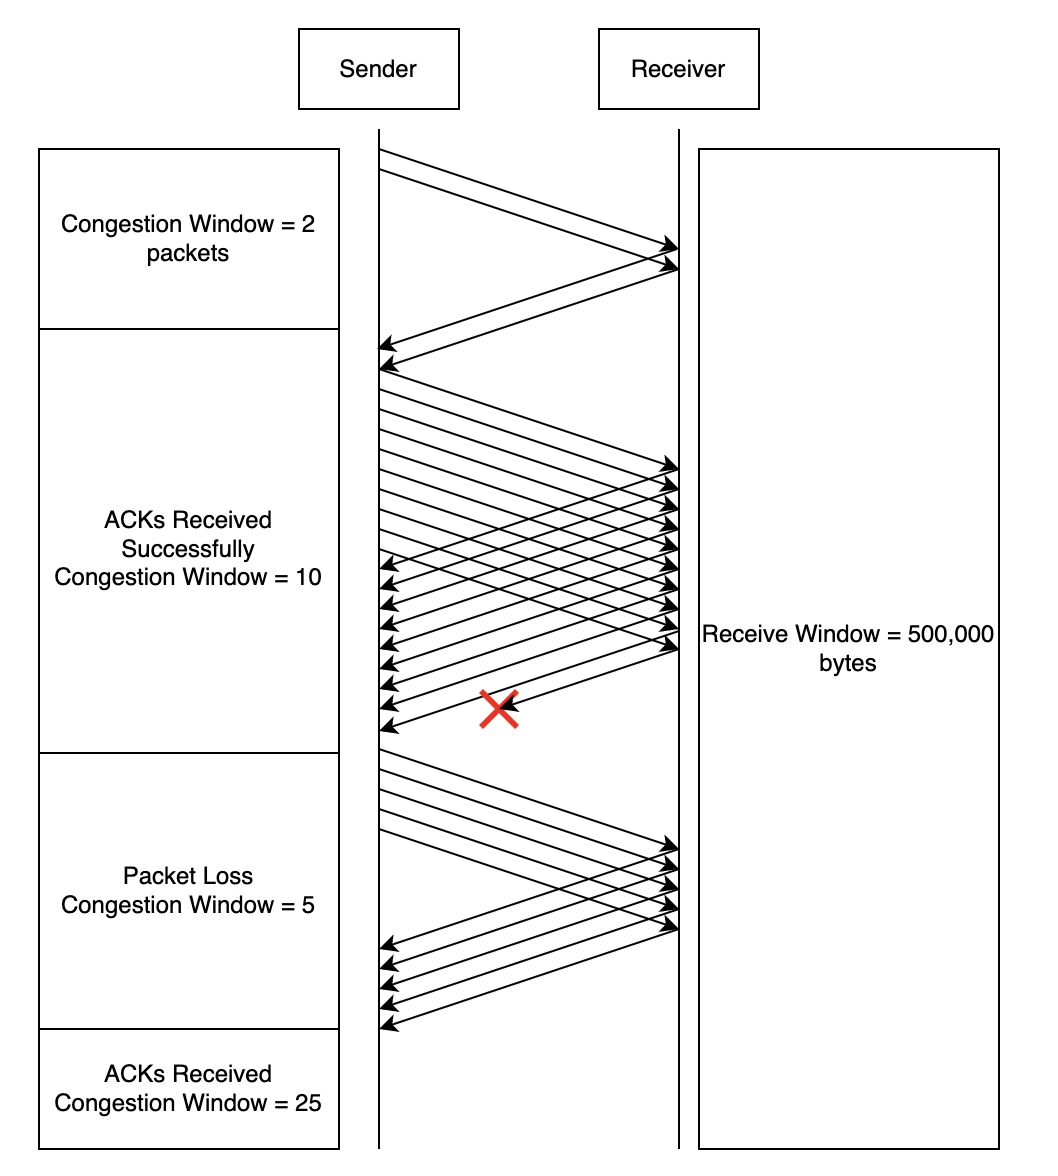 Sender
Receiver
Congestion Window = 2
packets
ACKs Received
Successfully
Congestion Window = 10
Receive Window = 500,000
bytes
Packet Loss
Congestion Window = 5
ACKs Received
Congestion Window = 25